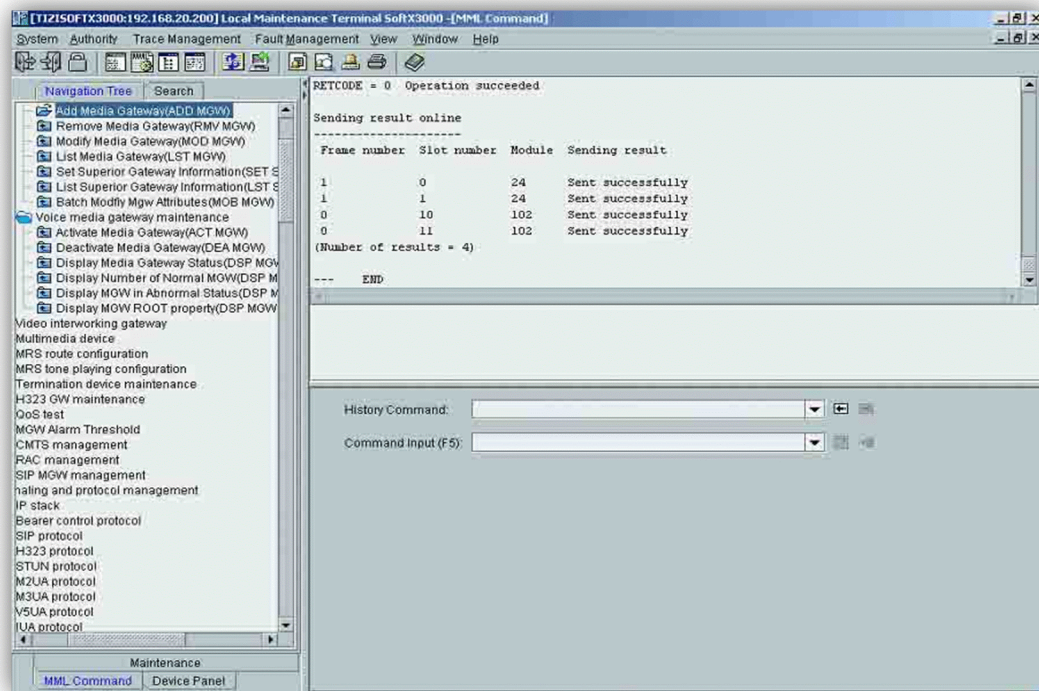 [TIZISOFTX3000:192.168.20.200] Local Maintenance Terminal SoftX3000 -[MML Command]
System Authority Trace Management Fault Management View Window Help
Navigation Tree Search
Add Media Gateway(ADD MGW)
Remove Media Gateway(RMV MGW)
Modify Media Gateway(MOD MGW)
List Media Gateway(LST MGW)
Set Superior Gateway Information(SET S
List Superior Gateway Information(LST S
Batch Modfiy Mgw Attributes(MOB MGW)
Voice media gateway maintenance
Activate Media Gateway(ACT MGW)
Deactivate Media Gateway(DEA MGW)
Display Media Gateway Status(DSP MGW
Display Number of Normal MGW(DSP M
Display MGW in Abnormal Status(DSP M
Display MGW ROOT property(DSP MGW
Video interworking gateway
Multimedia device
MRS route configuration
MRS tone playing configuration
Termination device maintenance
H323 GW maintenance
QoS test
MGW Alarm Threshold
CMTS management
RAC management
SIP MGW management
naling and protocol management
IP stack
Bearer control protocol
SIP protocol
H323 protocol
STUN protocol
M2UA protocol
M3UA protocol
V5UA protocol
IUA protocol
Maintenance
MML Command Device Panel
RETCODE = 0 Operation succeeded
Sending result online
---------------------
Frame number Slot number Module Sending result
1 0 24 Sent successfully
1 1 24 Sent successfully
0 10 102 Sent successfully
0 11 102 Sent successfully
(Number of results = 4)
--- END
History Command:
Command Input (F5):